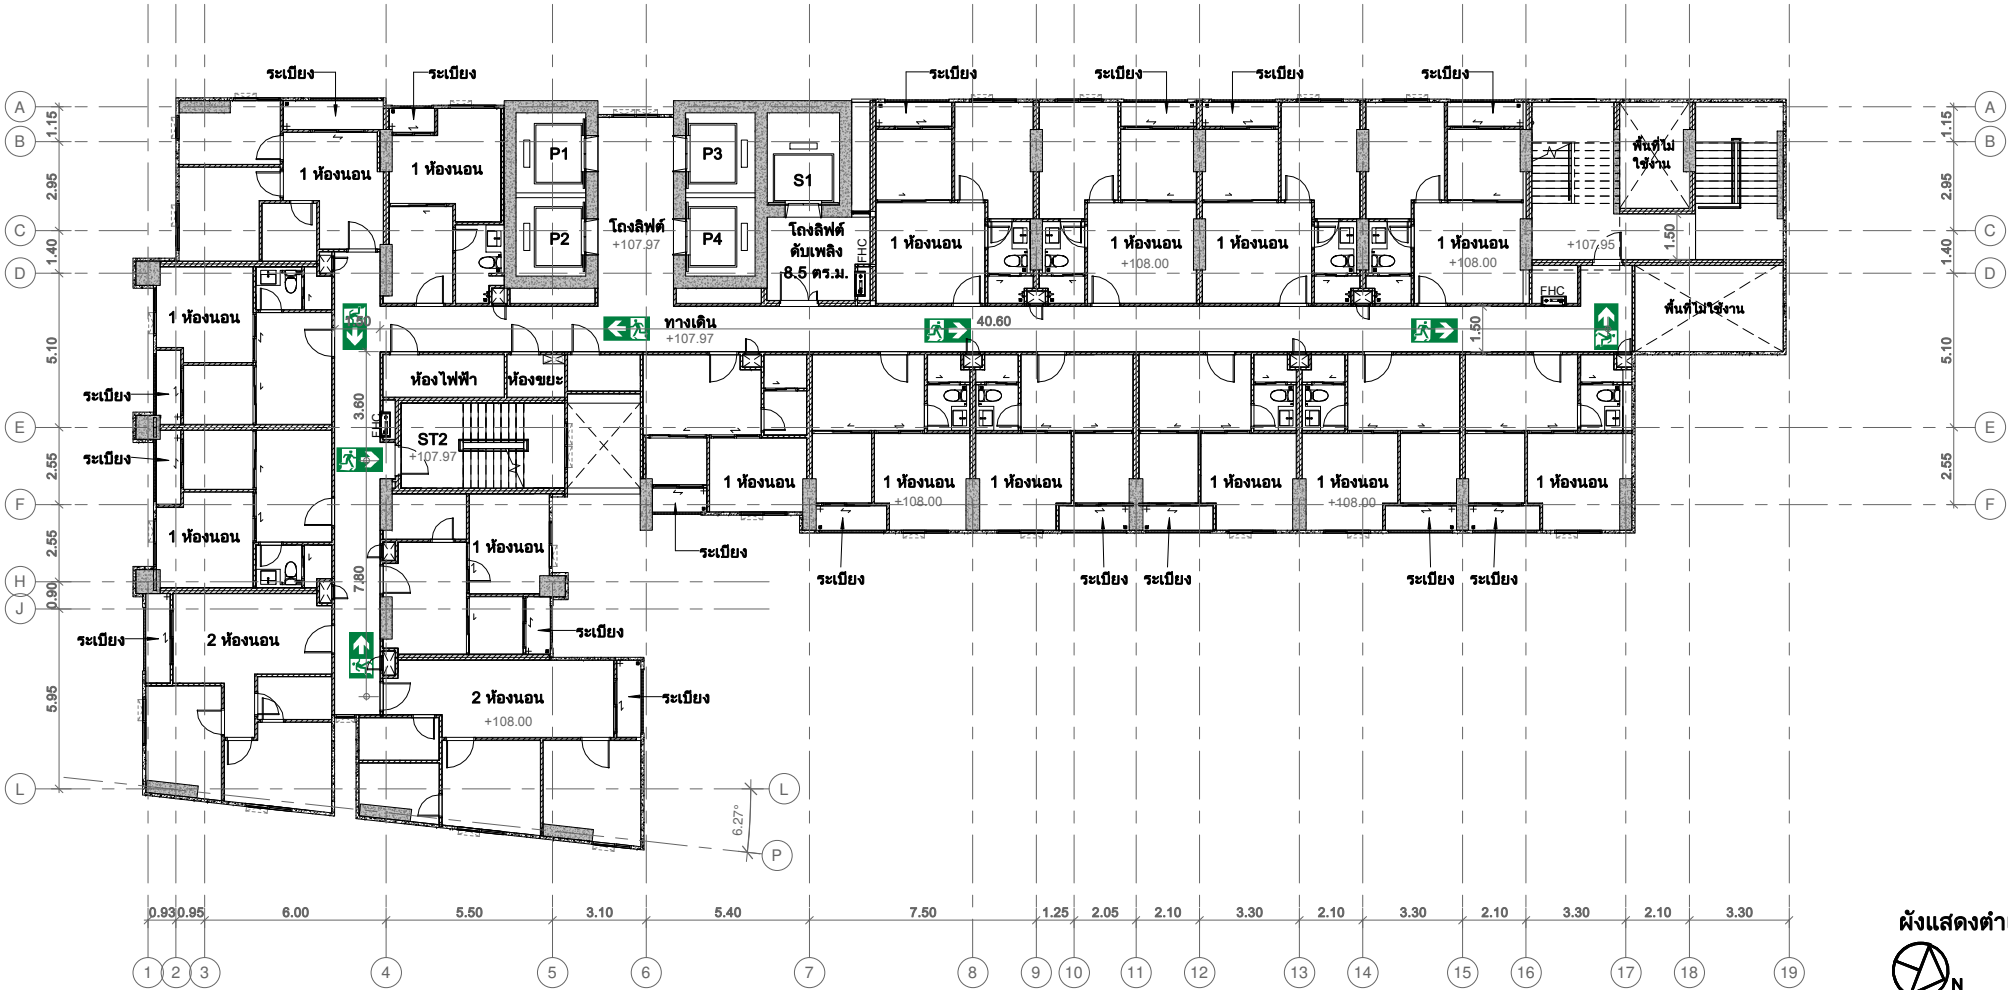 ระเบียง
ระเบียง
ระเบียง
ระเบียง
ระเบียง
ระเบียง
A
A
1.15
1.15
B
B
P1
P3
พื้นที่ไม่
ใช้งาน
1 ห้องนอน
1 ห้องนอน
S1
2.95
2.95
C
C
P2
โถงลิฟต์
+107.97
P4
โถงลิฟต์
ดับเพลิง
8.5 ตร.ม.
FHC
1 ห้องนอน
1 ห้องนอน
+108.00
1 ห้องนอน
1 ห้องนอน
+108.00
+107.95
1.50
1.40
1.40
D
D
FHC
1 ห้องนอน
1.50
ทางเดิน
+107.97
40.60
1.50
พื้นที่ไม่ใช้งาน
5.10
5.10
ห้องไฟฟ้า
ห้องขยะ
ระเบียง
3.60
FHC
E
E
ST2
+107.97
ระเบียง
2.55
2.55
1 ห้องนอน
1 ห้องนอน
+108.00
1 ห้องนอน
1 ห้องนอน
1 ห้องนอน
+108.00
1 ห้องนอน
F
F
1 ห้องนอน
1 ห้องนอน
ระเบียง
2.55
ระเบียง
ระเบียง
ระเบียง
ระเบียง
ระเบียง
H
7.80
0.90
J
ระเบียง
2 ห้องนอน
ระเบียง
5.95
2 ห้องนอน
+108.00
ระเบียง
L
L
6.27°
P
0.93
0.95
6.00
5.50
3.10
5.40
7.50
1.25
2.05
2.10
3.30
2.10
3.30
2.10
3.30
2.10
3.30
1
2
3
4
5
6
7
8
9
10
11
12
13
14
15
16
17
18
19
N